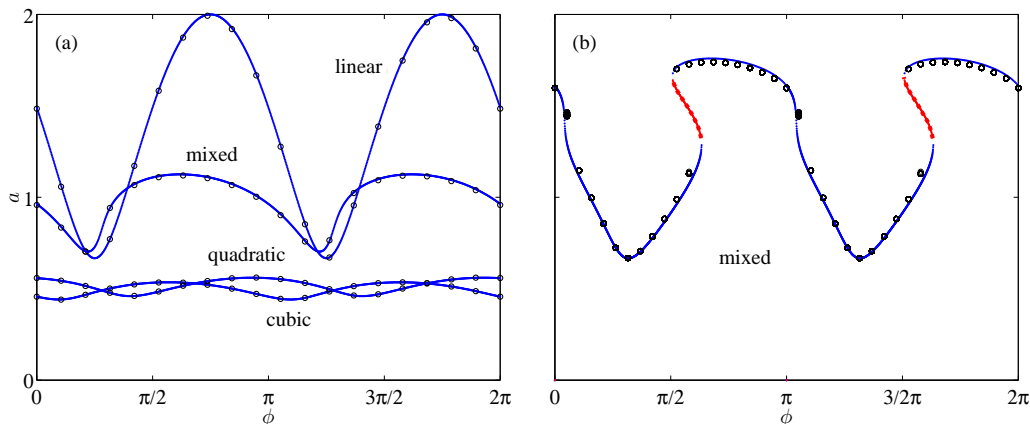 (a)
linear
mixed
quadratic
cubic
a
2
1
0
0
π/2
π
3π/2
2π
ϕ
(b)
mixed
0
π/2
π
3/2π
2π
ϕ